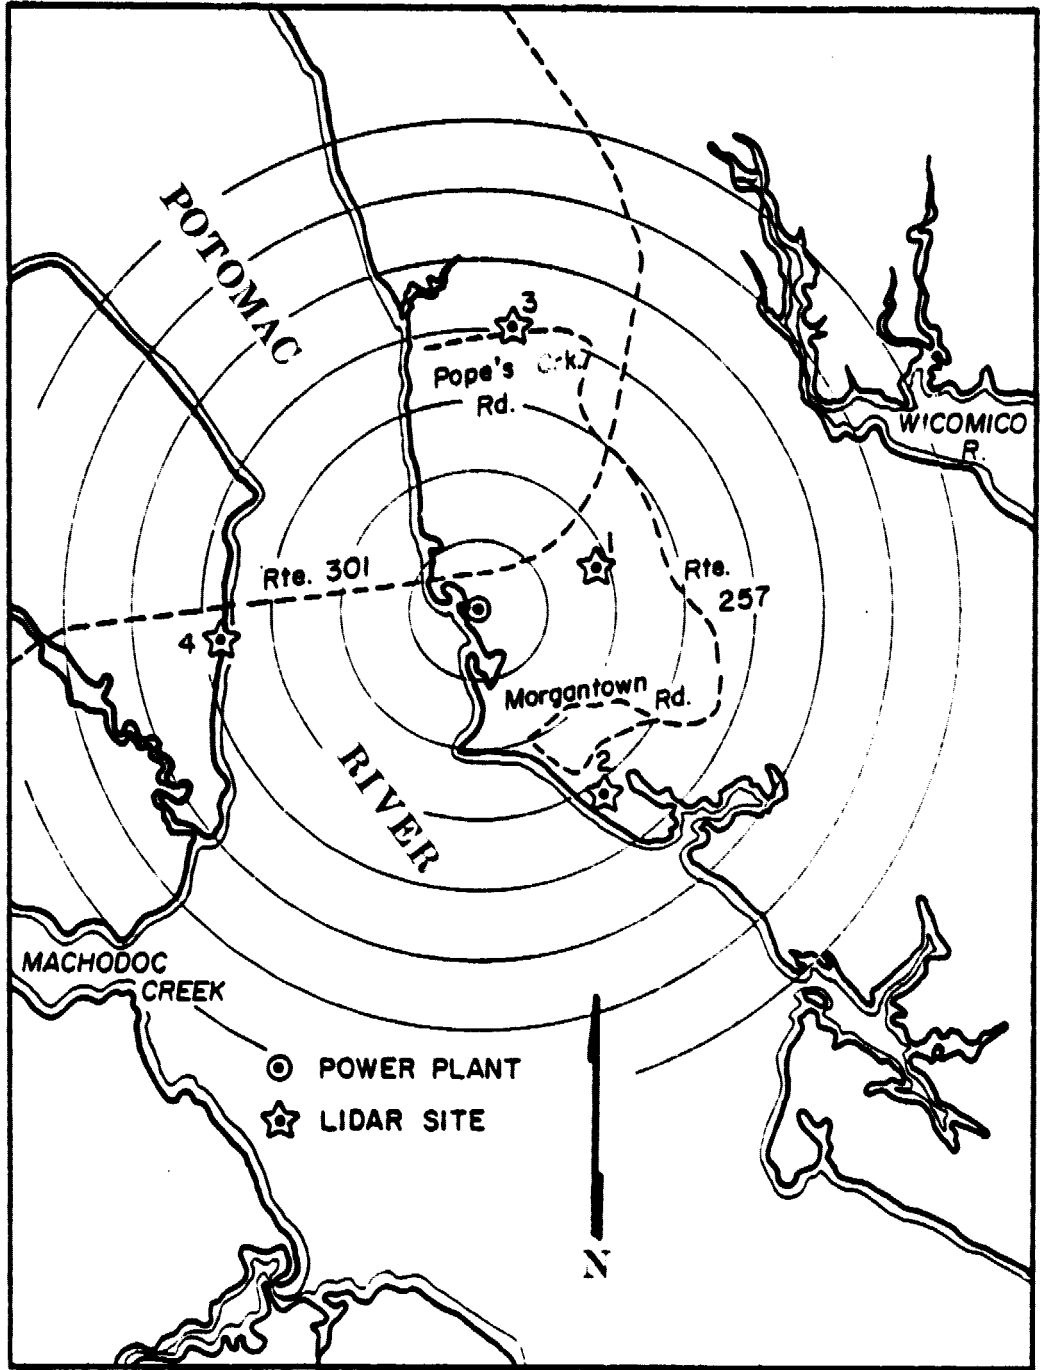 POTOMAC
3
Pope's Crk.
Rd.
WICOMICO
R.
1
Rte. 301
Rte.
257
4
Morgantown Rd.
2
RIVER
MACHODOC
CREEK
POWER PLANT
LIDAR SITE
N